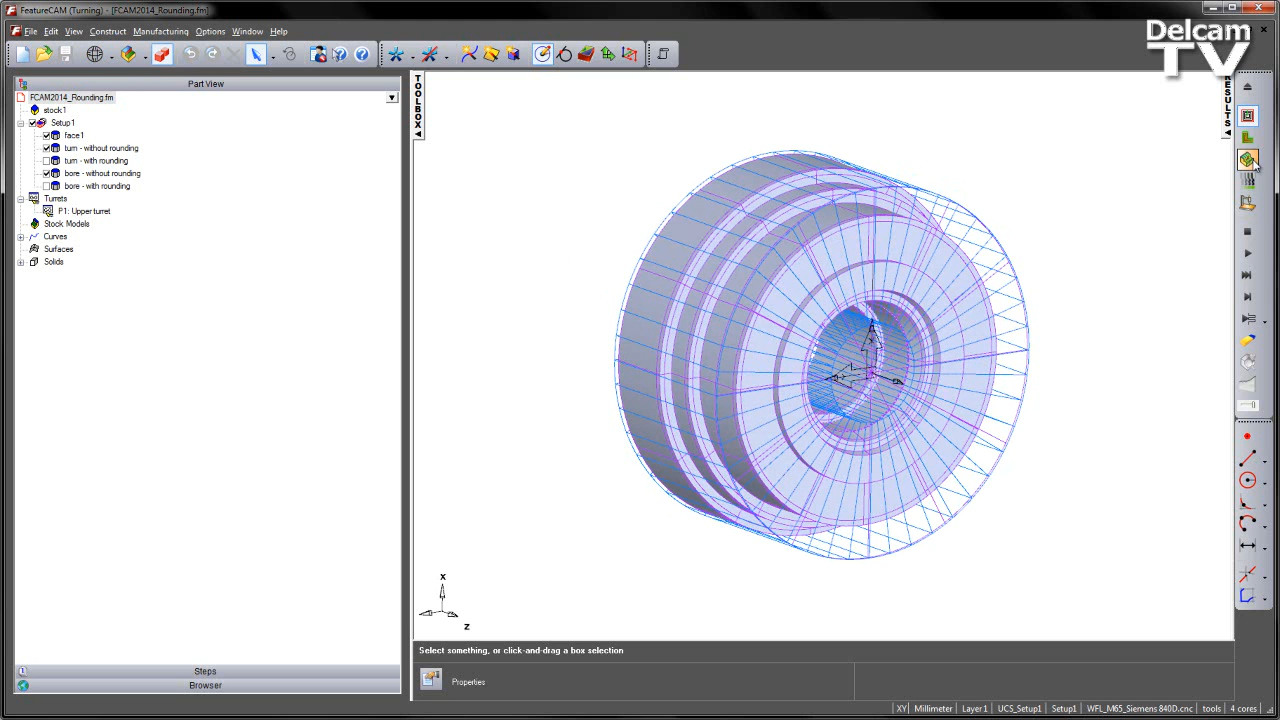 FeatureCAM (Turning) - [FCAM2014_Rounding.fm]
File Edit View Construct Manufacturing Options Window Help
Delcam
TV
Part View
FCAM2014_Rounding.fm
stock1
Setup1
face1
turn - without rounding
turn - with rounding
bore - without rounding
bore - with rounding
Turrets
P1: Upper turret
Stock Models
Curves
Surfaces
Solids
TOOLBOX
RESULTS
X
Z
Steps
Browser
Select something, or click-and-drag a box selection
Properties
XY Millimeter Layer1 UCS_Setup1 Setup1 WFL_M65_Siemens 840D.cnc tools 4 cores